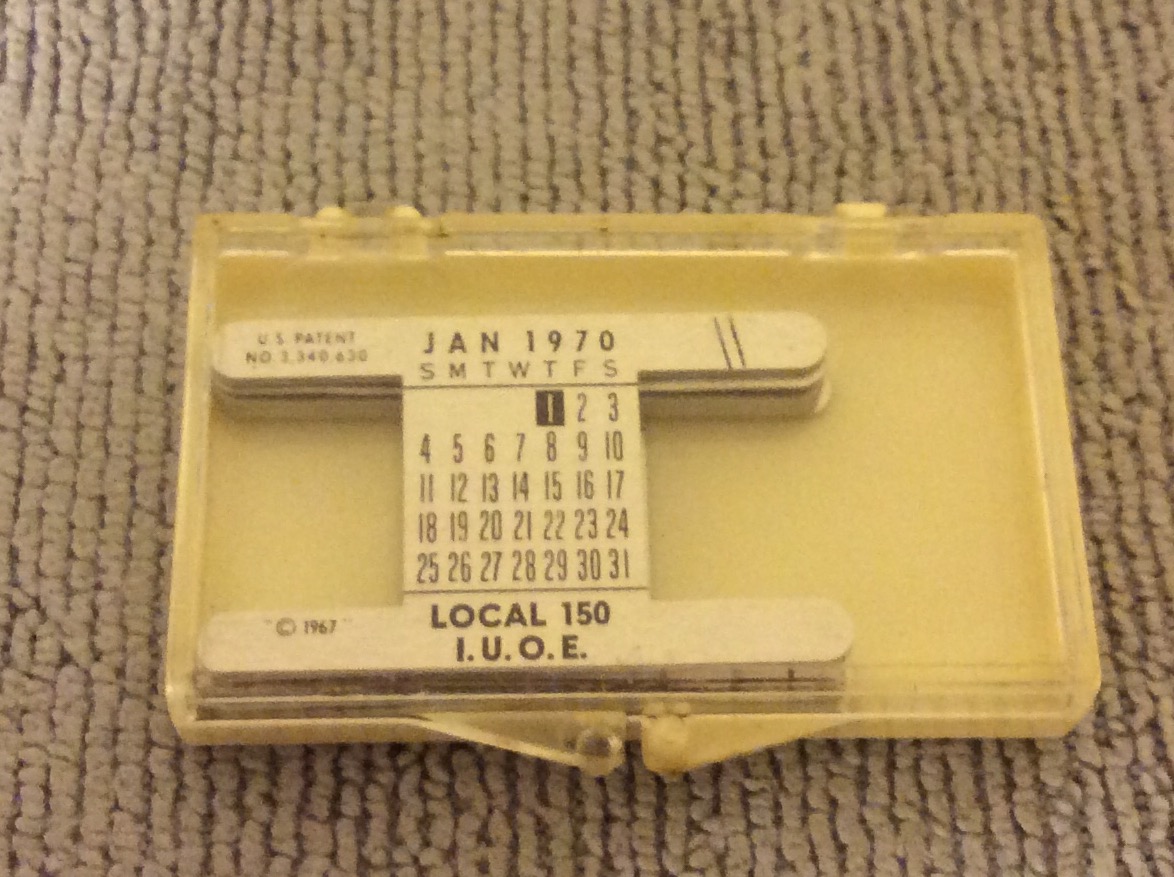 U.S. PATENT
NO. 3,340,630
JAN 1970
S M T W T F S
1 2 3
4 5 6 7 8 9 10
11 12 13 14 15 16 17
18 19 20 21 22 23 24
25 26 27 28 29 30 31
© 1967
LOCAL 150
I.U.O.E.